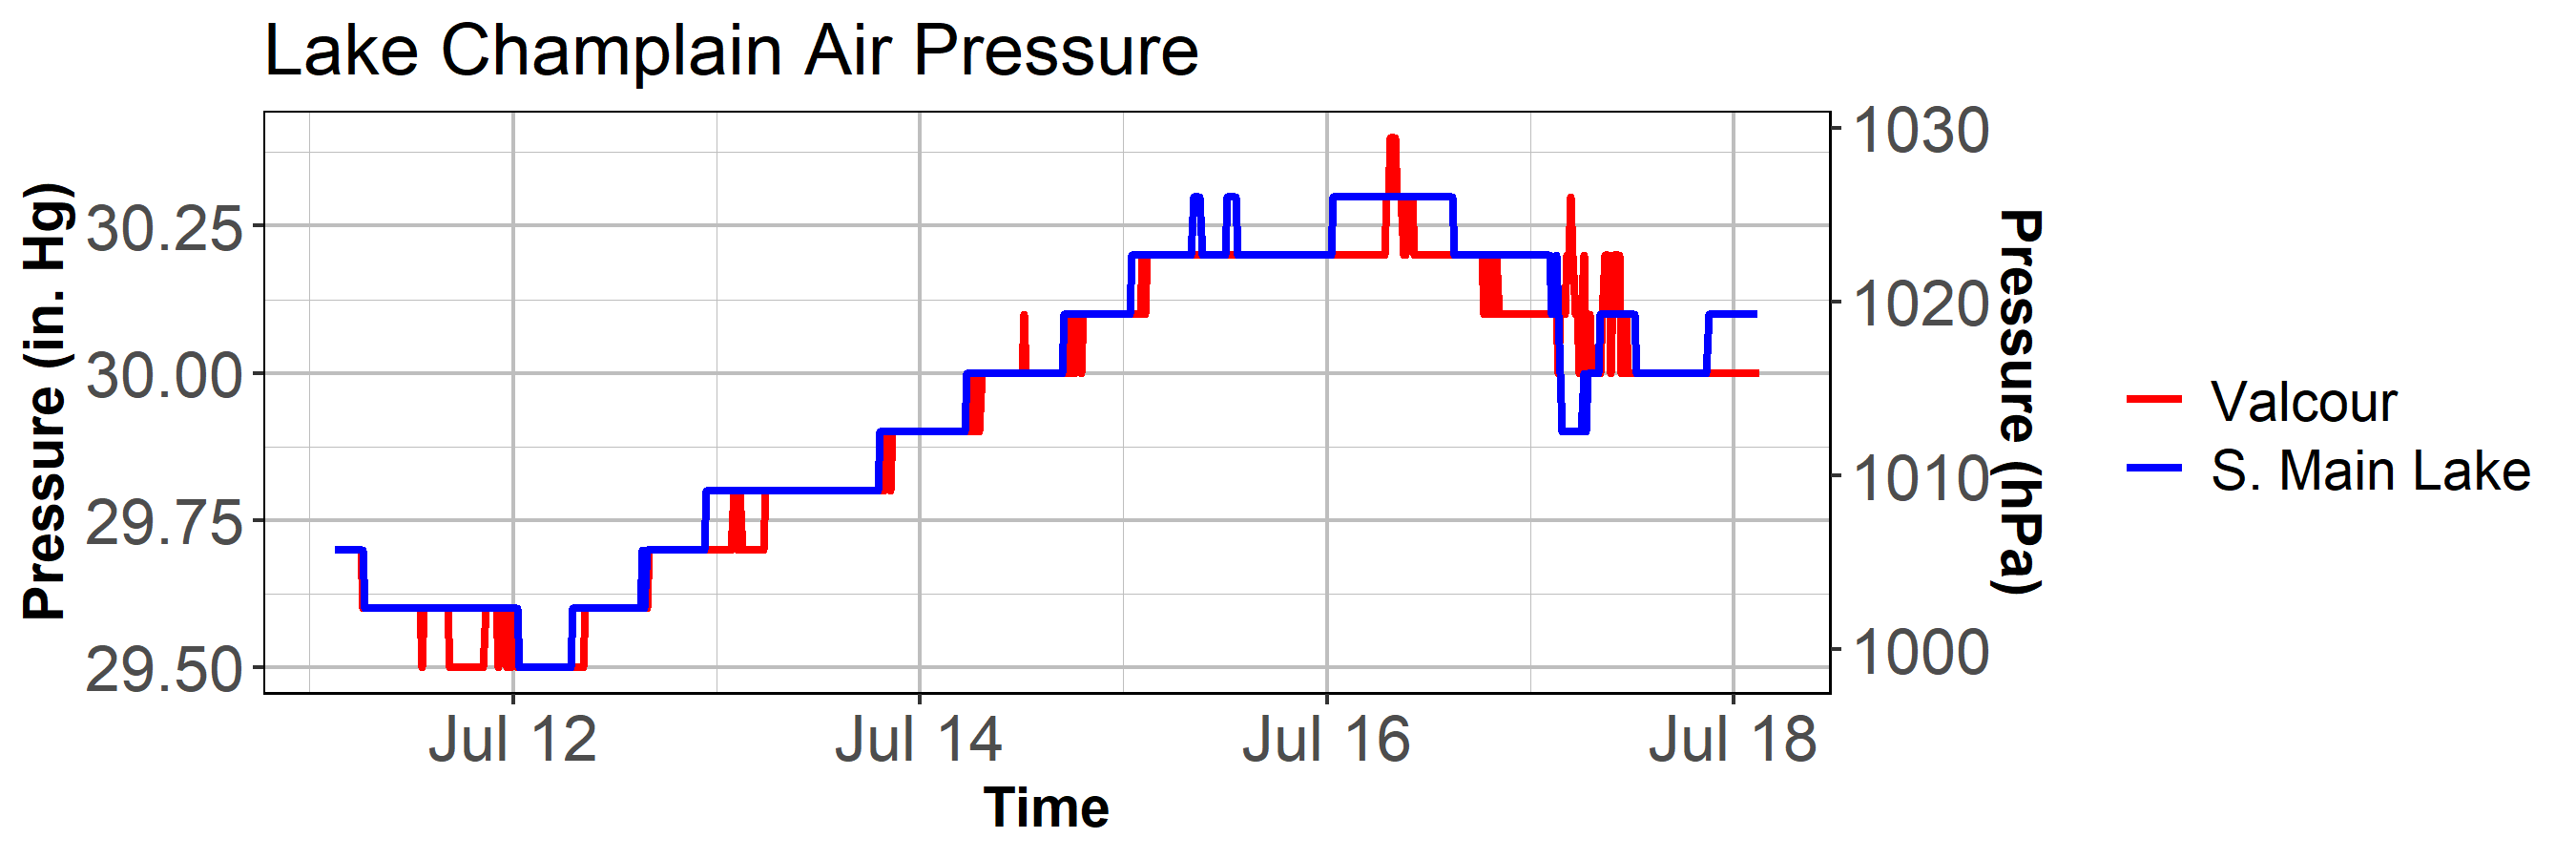 Lake Champlain Air Pressure
Pressure (in. Hg)
30.25
30.00
29.75
29.50
Jul 12
Jul 14
Jul 16
Jul 18
Time
1030
1020
1010
1000
Pressure (hPa)
Valcour
S. Main Lake